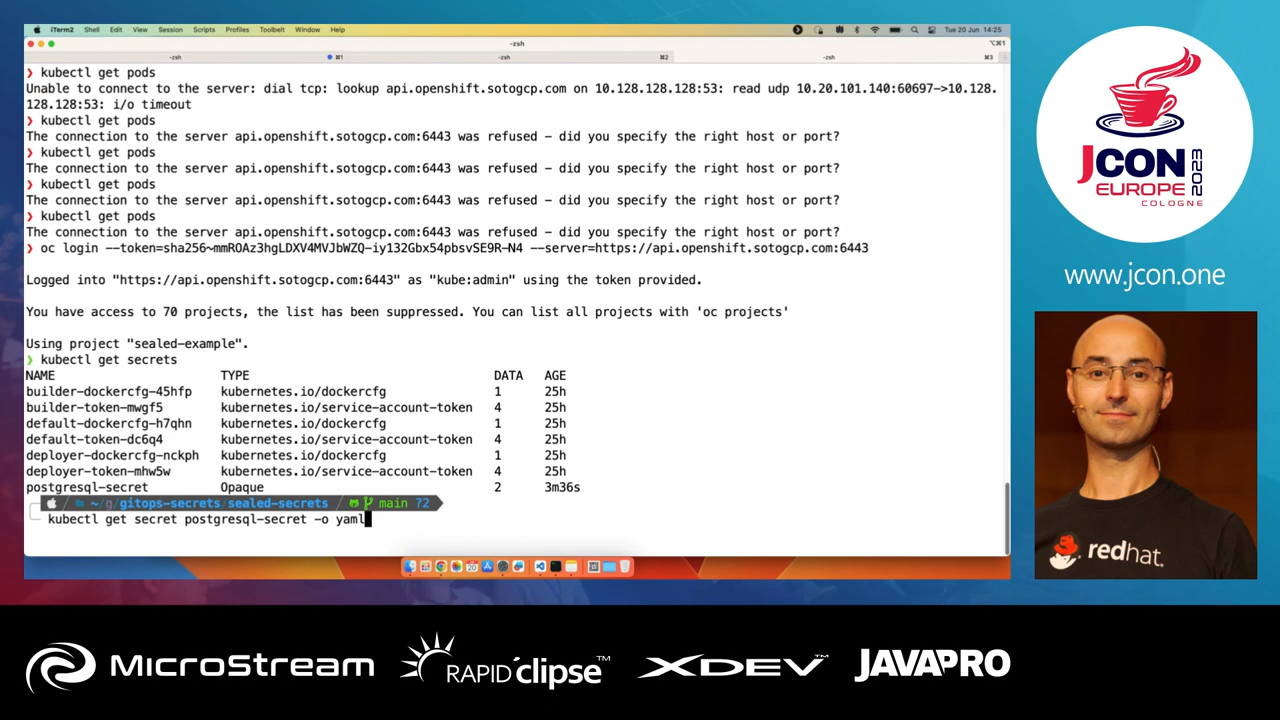 iTerm2 Shell Edit View Session Scripts Profiles Toolbelt Window Help
Tue 20 Jun 14:25
-zsh
⌥⌘1
-zsh ⌘1 -zsh ⌘2 -zsh ⌘3
❯ kubectl get pods
Unable to connect to the server: dial tcp: lookup api.openshift.sotogcp.com on 10.128.128.128:53: read udp 10.20.101.140:60697->10.128.
128.128:53: i/o timeout
❯ kubectl get pods
The connection to the server api.openshift.sotogcp.com:6443 was refused - did you specify the right host or port?
❯ kubectl get pods
The connection to the server api.openshift.sotogcp.com:6443 was refused - did you specify the right host or port?
❯ kubectl get pods
The connection to the server api.openshift.sotogcp.com:6443 was refused - did you specify the right host or port?
❯ kubectl get pods
The connection to the server api.openshift.sotogcp.com:6443 was refused - did you specify the right host or port?
❯ oc login --token=sha256~mmROAz3hgLDXV4MVJbWZQ-iy132Gbx54pbsvSE9R-N4 --server=https://api.openshift.sotogcp.com:6443
Logged into "https://api.openshift.sotogcp.com:6443" as "kube:admin" using the token provided.
You have access to 70 projects, the list has been suppressed. You can list all projects with 'oc projects'
Using project "sealed-example".
❯ kubectl get secrets
NAME TYPE DATA AGE
builder-dockercfg-45hfp kubernetes.io/dockercfg 1 25h
builder-token-mwgf5 kubernetes.io/service-account-token 4 25h
default-dockercfg-h7qhn kubernetes.io/dockercfg 1 25h
default-token-dc6q4 kubernetes.io/service-account-token 4 25h
deployer-dockercfg-nckph kubernetes.io/dockercfg 1 25h
deployer-token-mhw5w kubernetes.io/service-account-token 4 25h
postgresql-secret Opaque 2 3m36s
~/g/gitops-secrets/sealed-secrets main ?2
kubectl get secret postgresql-secret -o yaml
JCON
EUROPE
2023
COLOGNE
www.jcon.one
redhat.
MICROSTREAM
RAPID'clipse™
XDEV™
JAVAPRO